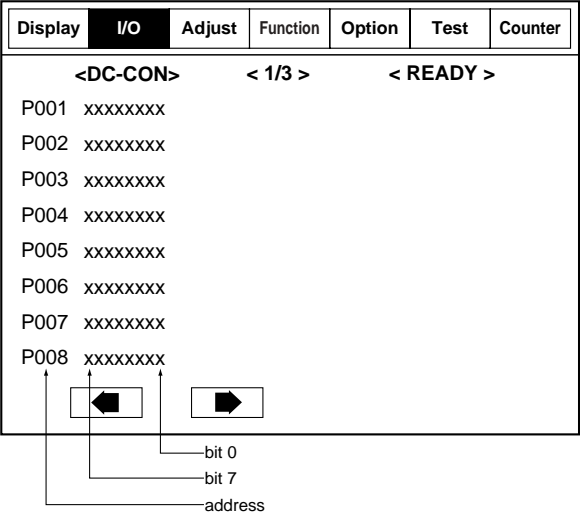 Display I/O Adjust Function Option Test Counter
<DC-CON> < 1/3 > < READY >
P001 xxxxxxxx
P002 xxxxxxxx
P003 xxxxxxxx
P004 xxxxxxxx
P005 xxxxxxxx
P006 xxxxxxxx
P007 xxxxxxxx
P008 xxxxxxxx
bit 0
bit 7
address